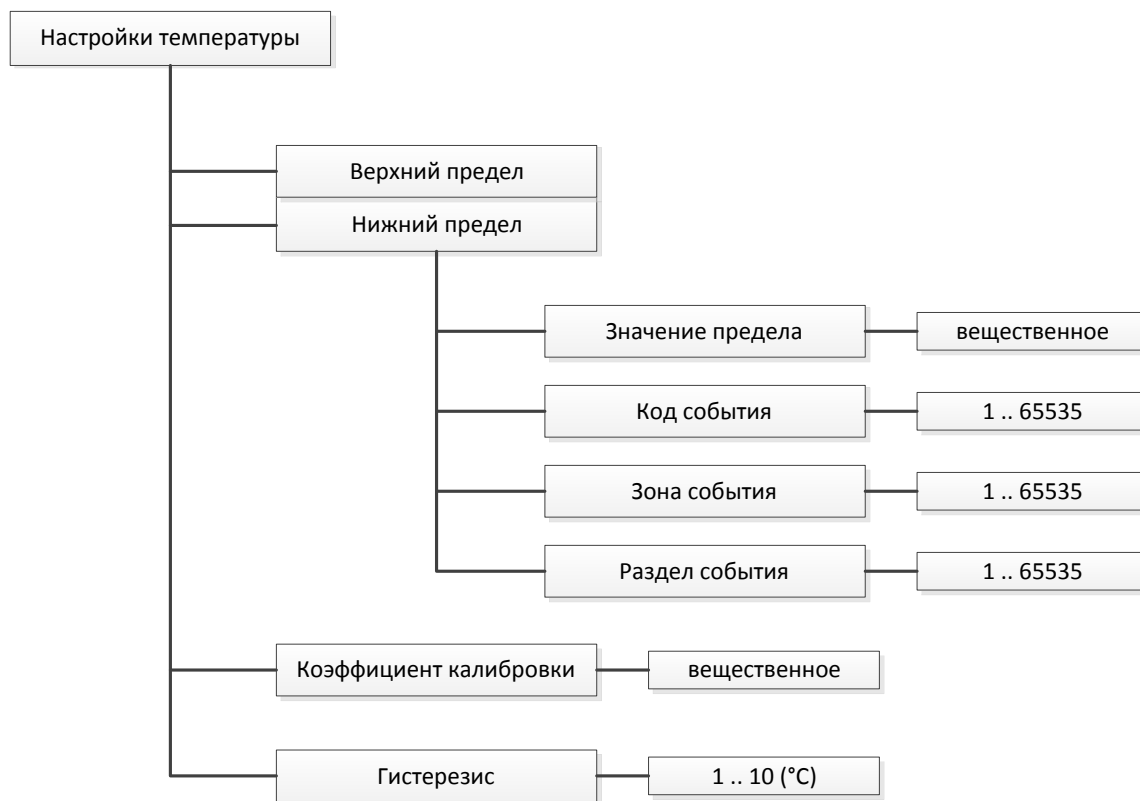 Настройки температуры
Верхний предел
Нижний предел
Значение предела
вещественное
Код события
1 .. 65535
Зона события
1 .. 65535
Раздел события
1 .. 65535
Коэффициент калибровки
вещественное
Гистерезис
1 .. 10 (°C)